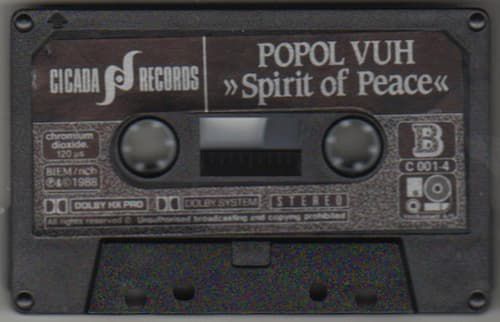 CICADA RECORDS
POPOL VUH
»Spirit of Peace«
chromium
dioxide.
120 µs
BIEM/ncb
℗&©1988
DOLBY HX PRO
DOLBY SYSTEM
STEREO
B
C 001-4
All rights reserved © Unauthorised broadcasting and copying prohibited